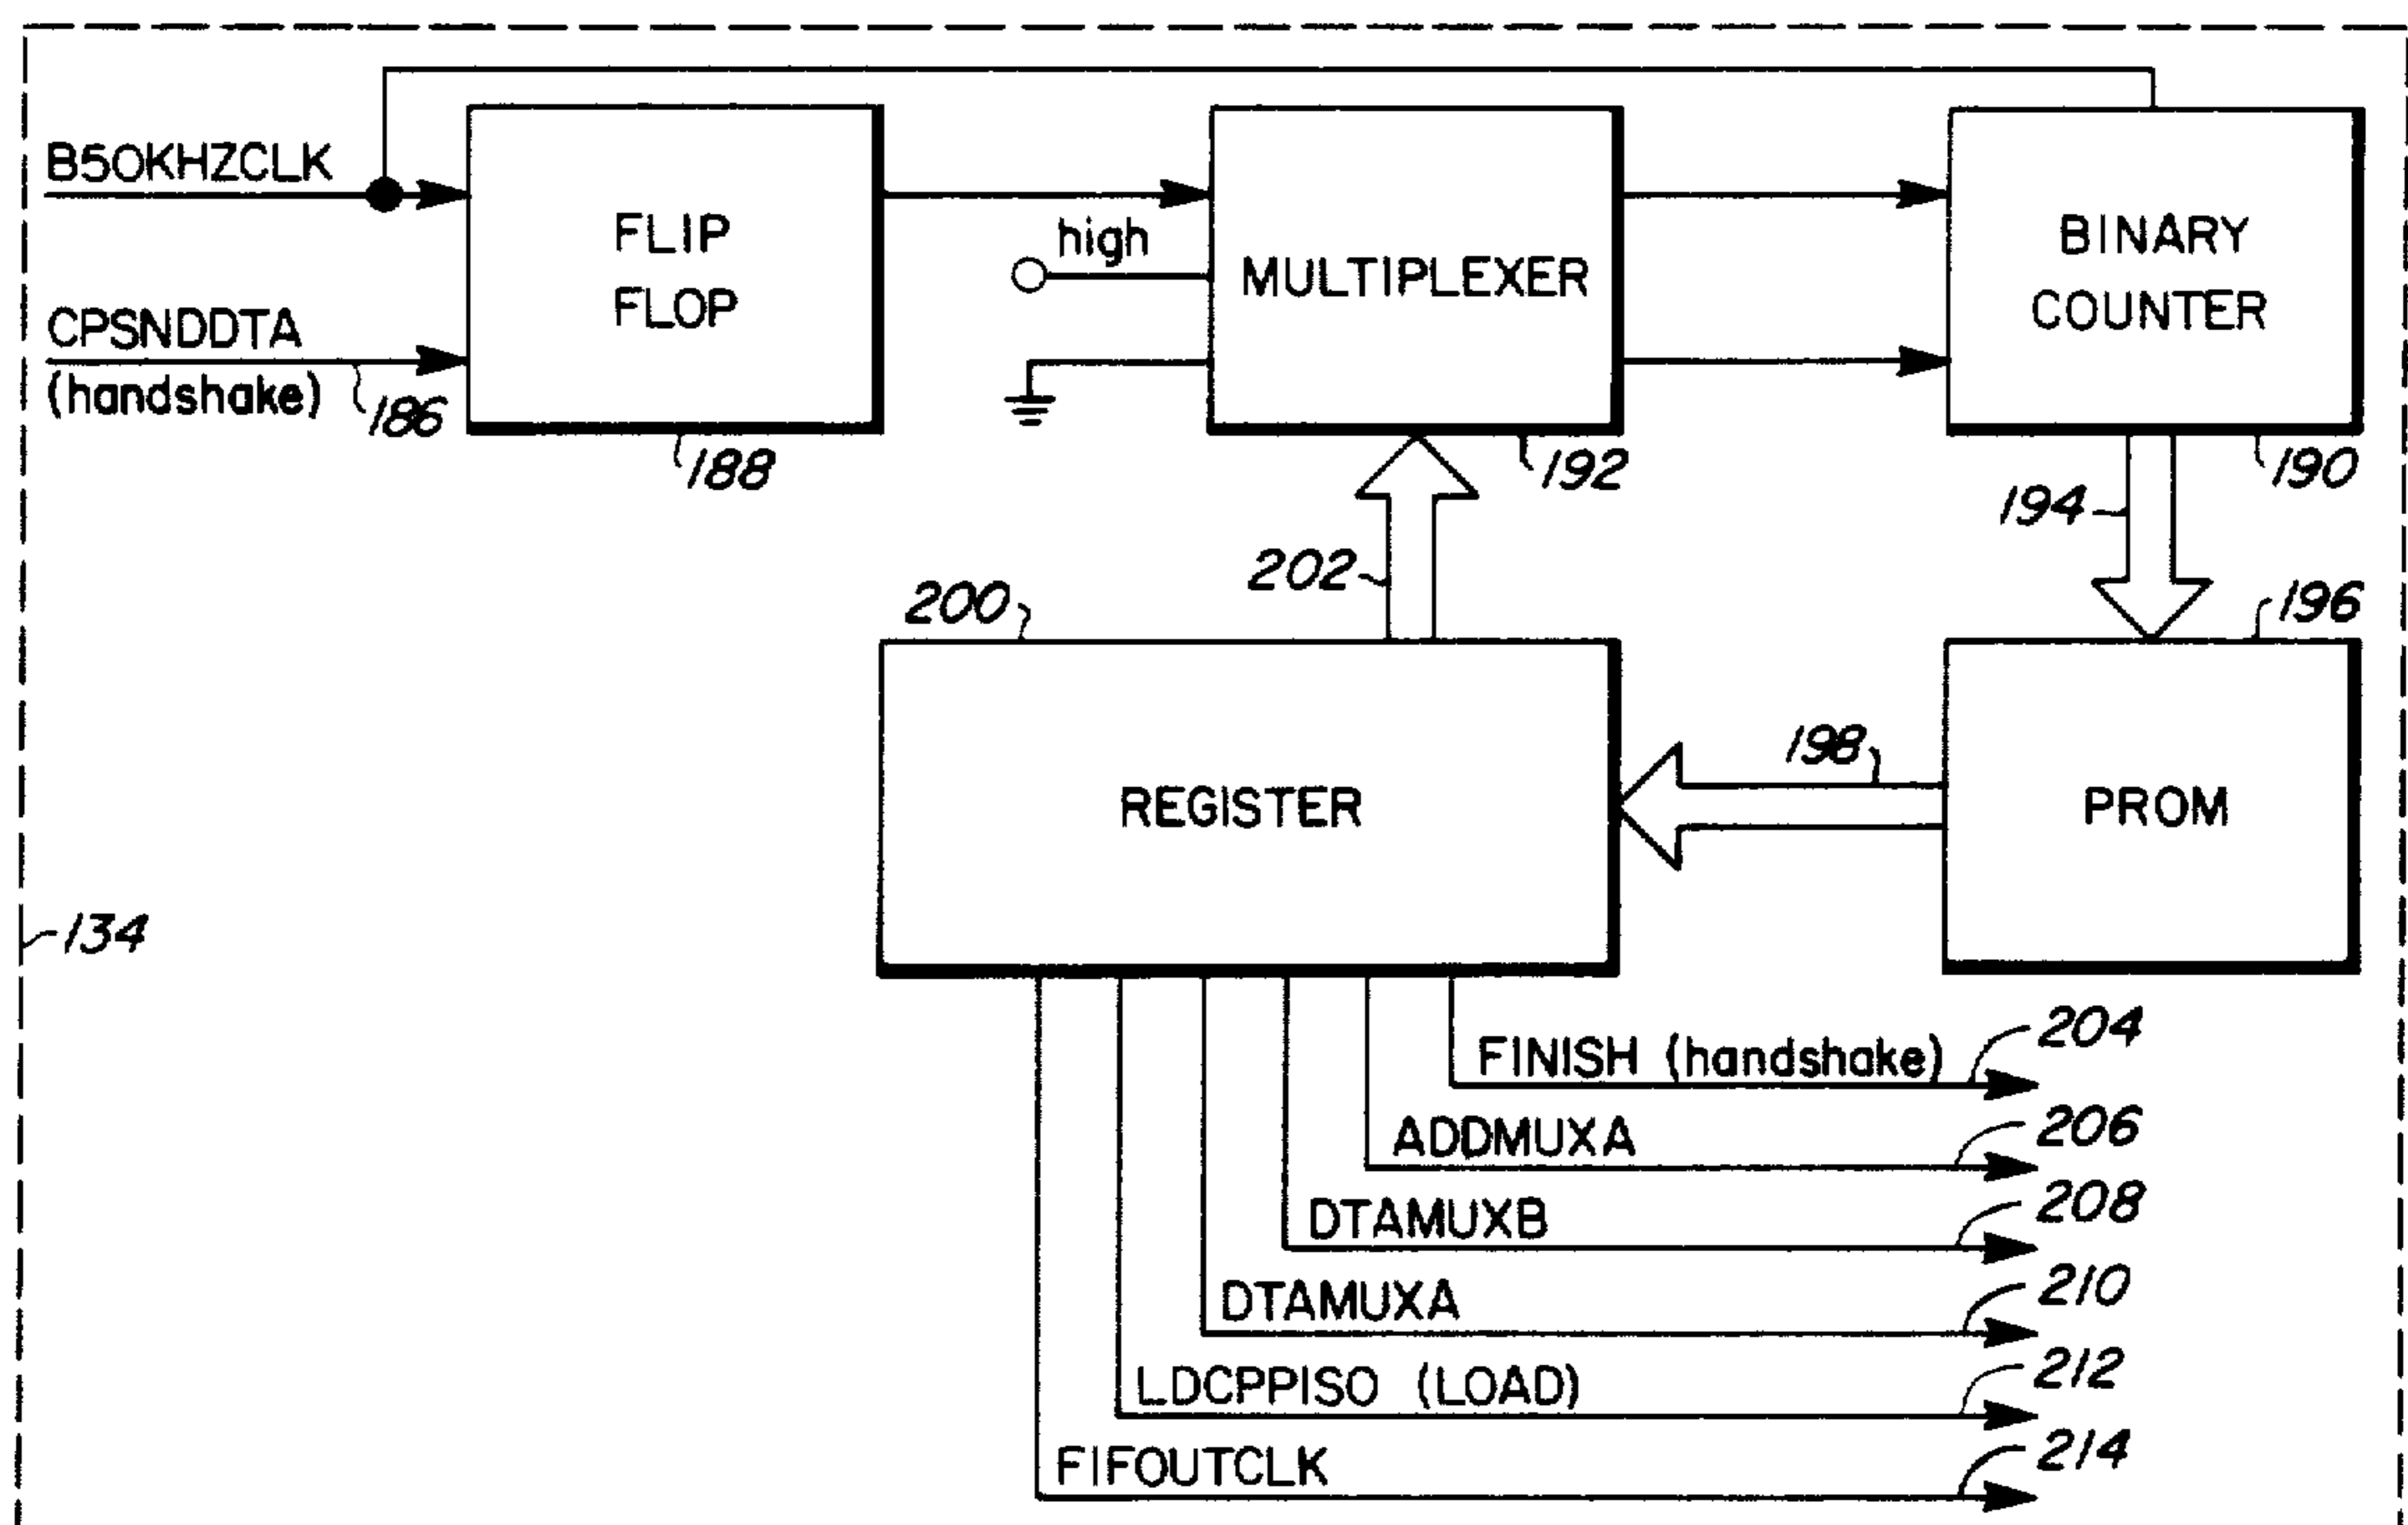 B50KHZCLK
CPSNDDTA
(handshake)
186
FLIP
FLOP
188
high
MULTIPLEXER
192
BINARY
COUNTER
190
194
202
200
196
REGISTER
198
PROM
134
FINISH (handshake)
204
ADDMUXA
206
DTAMUXB
208
DTAMUXA
210
LDCPPISO (LOAD)
212
FIFOUTCLK
214